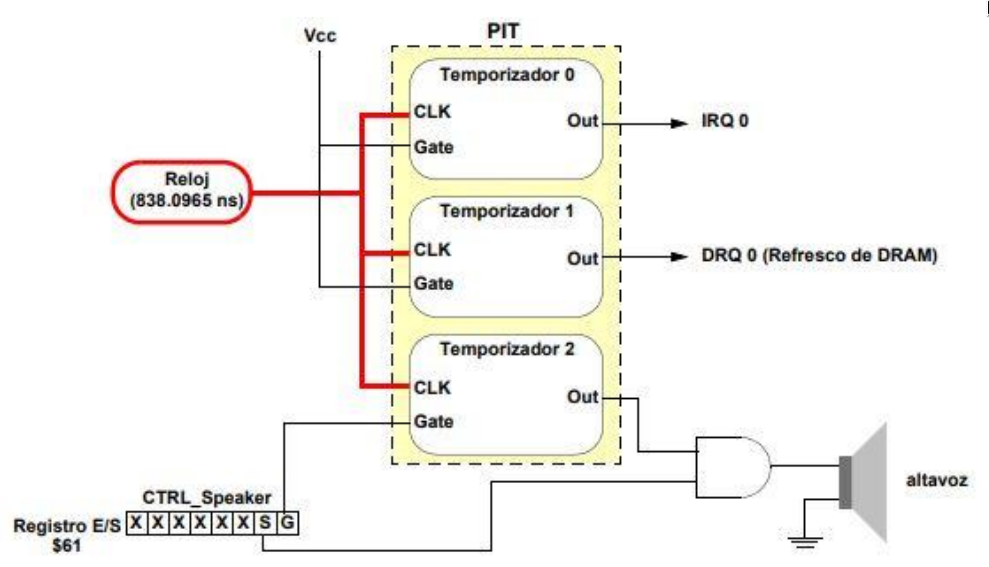 PIT
Vcc
Temporizador 0
CLK
Out
IRQ 0
Gate
Reloj
(838.0965 ns)
Temporizador 1
CLK
Out
DRQ 0 (Refresco de DRAM)
Gate
Temporizador 2
CLK
Out
Gate
altavoz
CTRL_Speaker
Registro E/S X X X X X X S G
$61